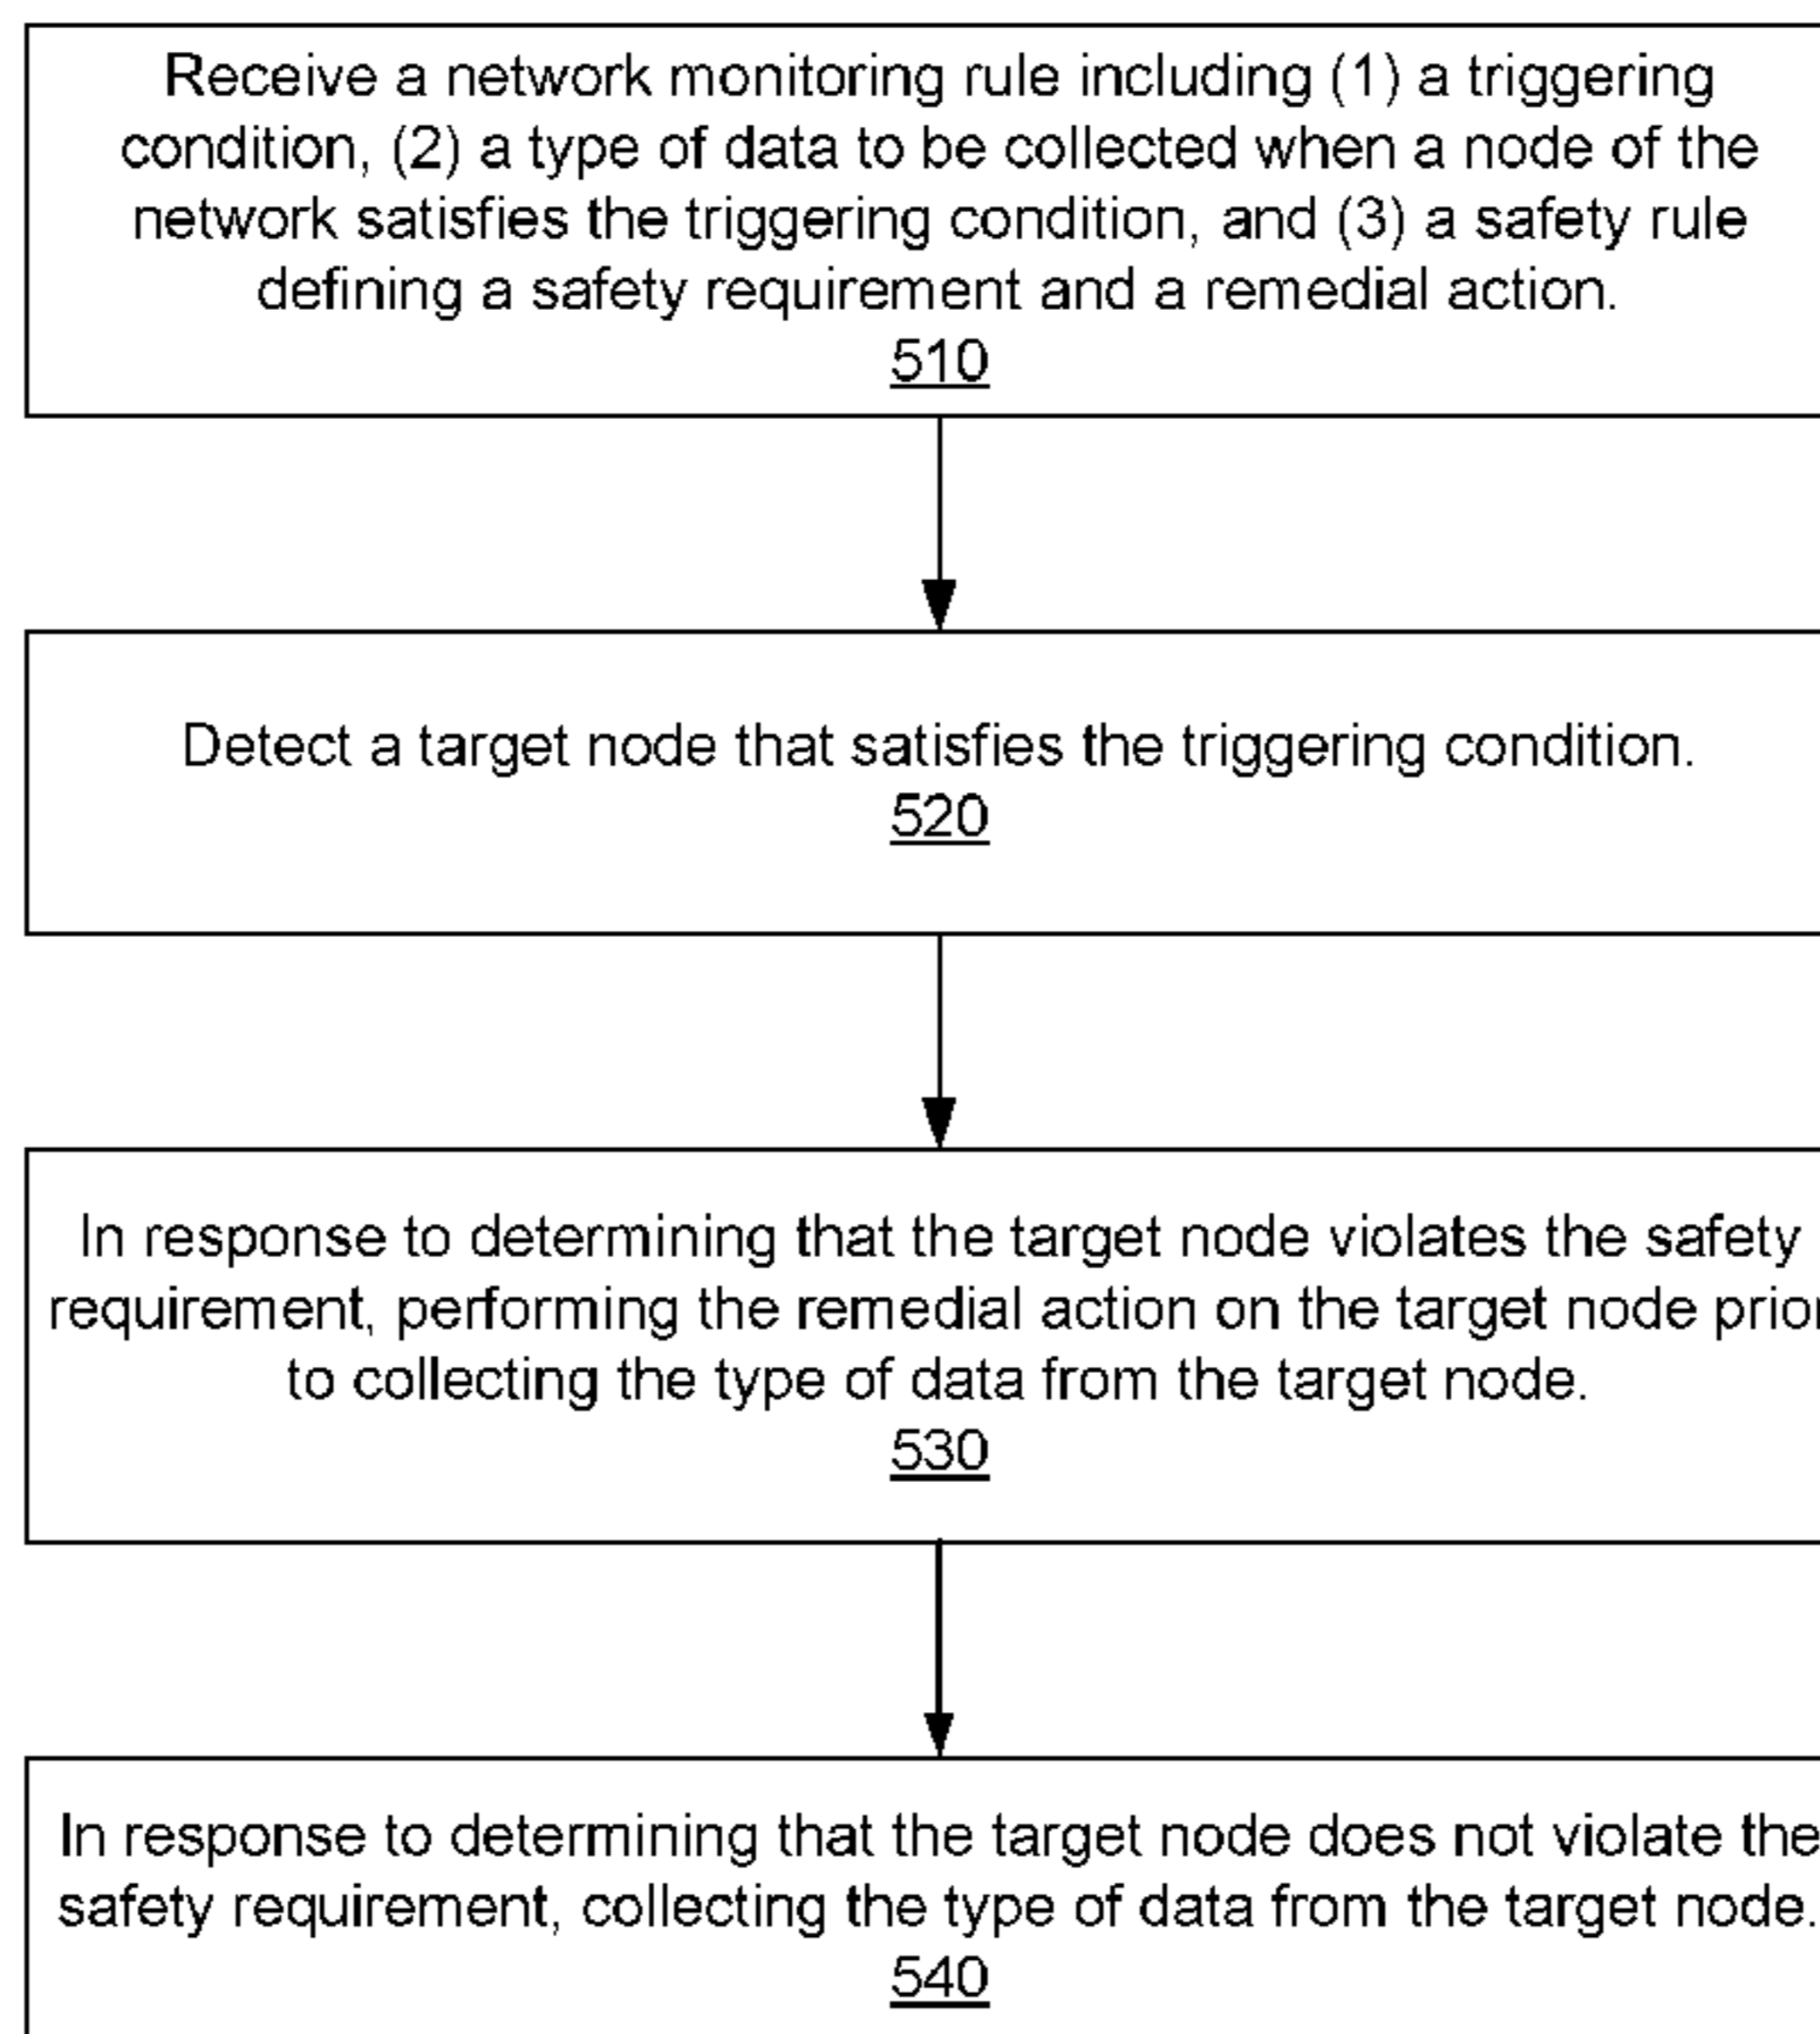 Receive a network monitoring rule including (1) a triggering
condition, (2) a type of data to be collected when a node of the
network satisfies the triggering condition, and (3) a safety rule
defining a safety requirement and a remedial action.
510
Detect a target node that satisfies the triggering condition.
520
In response to determining that the target node violates the safety
requirement, performing the remedial action on the target node prior
to collecting the type of data from the target node.
530
In response to determining that the target node does not violate the
safety requirement, collecting the type of data from the target node.
540